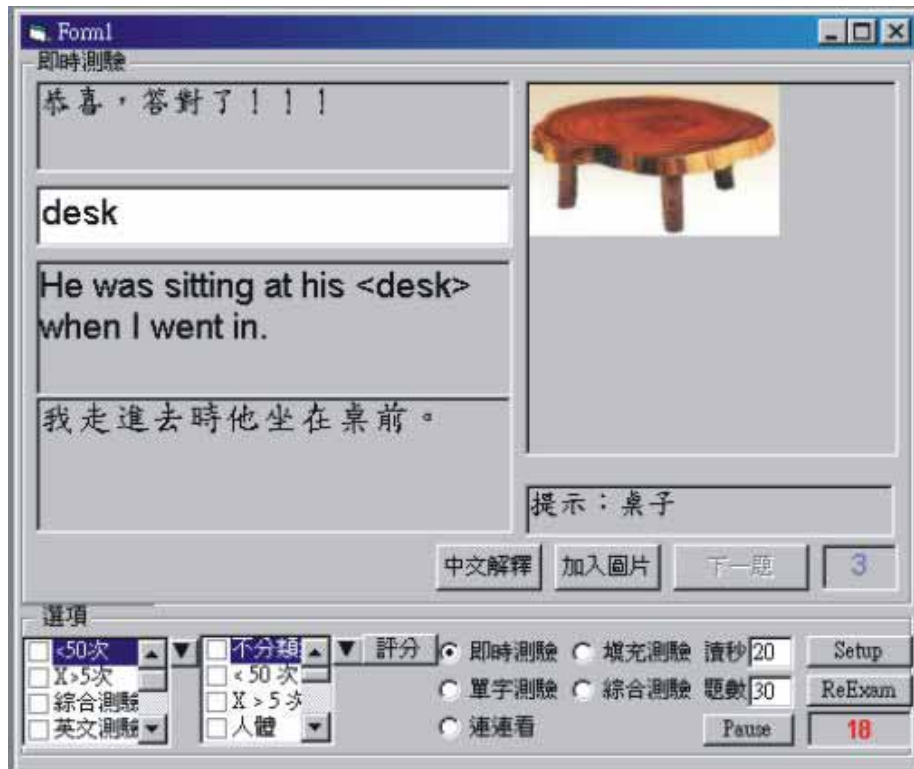 Form1
即時測驗
恭喜，答對了！！！
desk
He was sitting at his <desk>
when I went in.
我走進去時他坐在桌前。
提示：桌子
中文解釋 加入圖片 下一題 3
選項
<50次
X>5次
綜合測驗
英文測驗
不分類
<50次
X>5次
人體
評分
即時測驗 填充測驗 讀秒 20 Setup
單字測驗 綜合測驗 題數 30 ReExam
連連看 Pause 18